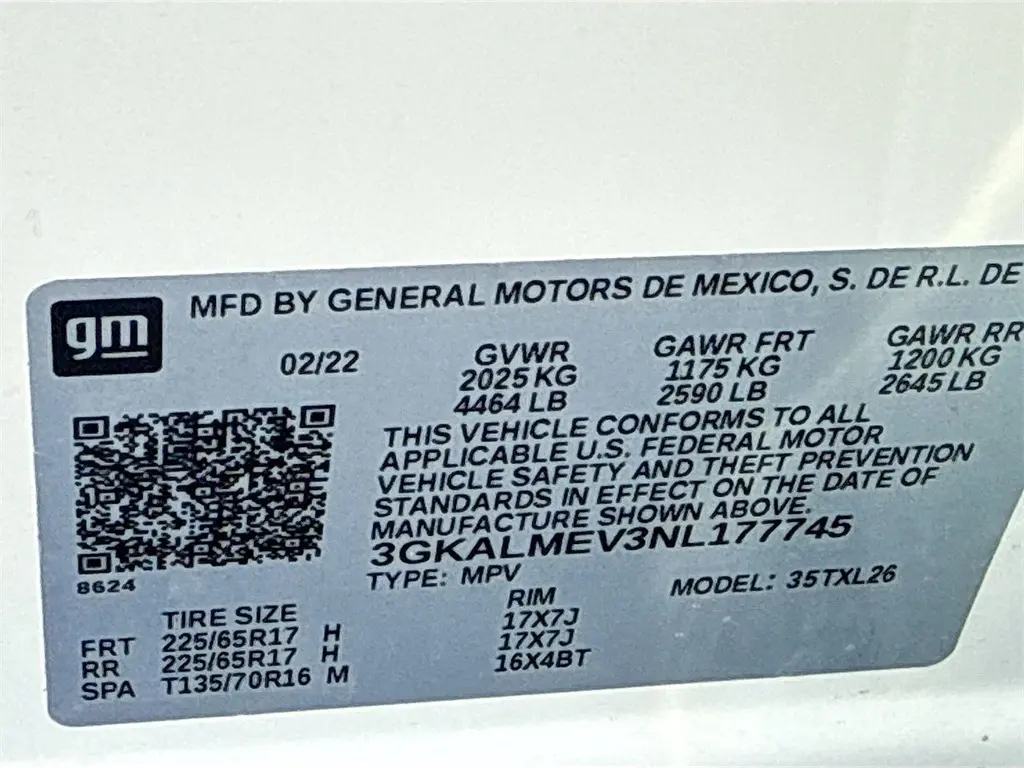 gm
MFD BY GENERAL MOTORS DE MEXICO, S. DE R.L. DE
02/22
GVWR GAWR FRT GAWR RR
2025 KG 1175 KG 1200 KG
4464 LB 2590 LB 2645 LB
THIS VEHICLE CONFORMS TO ALL
APPLICABLE U.S. FEDERAL MOTOR
VEHICLE SAFETY AND THEFT PREVENTION
STANDARDS IN EFFECT ON THE DATE OF
MANUFACTURE SHOWN ABOVE.
3GKALMEV3NL177745
8624
TYPE: MPV MODEL: 35TXL26
TIRE SIZE RIM
FRT 225/65R17 H 17X7J
RR 225/65R17 H 17X7J
SPA T135/70R16 M 16X4BT